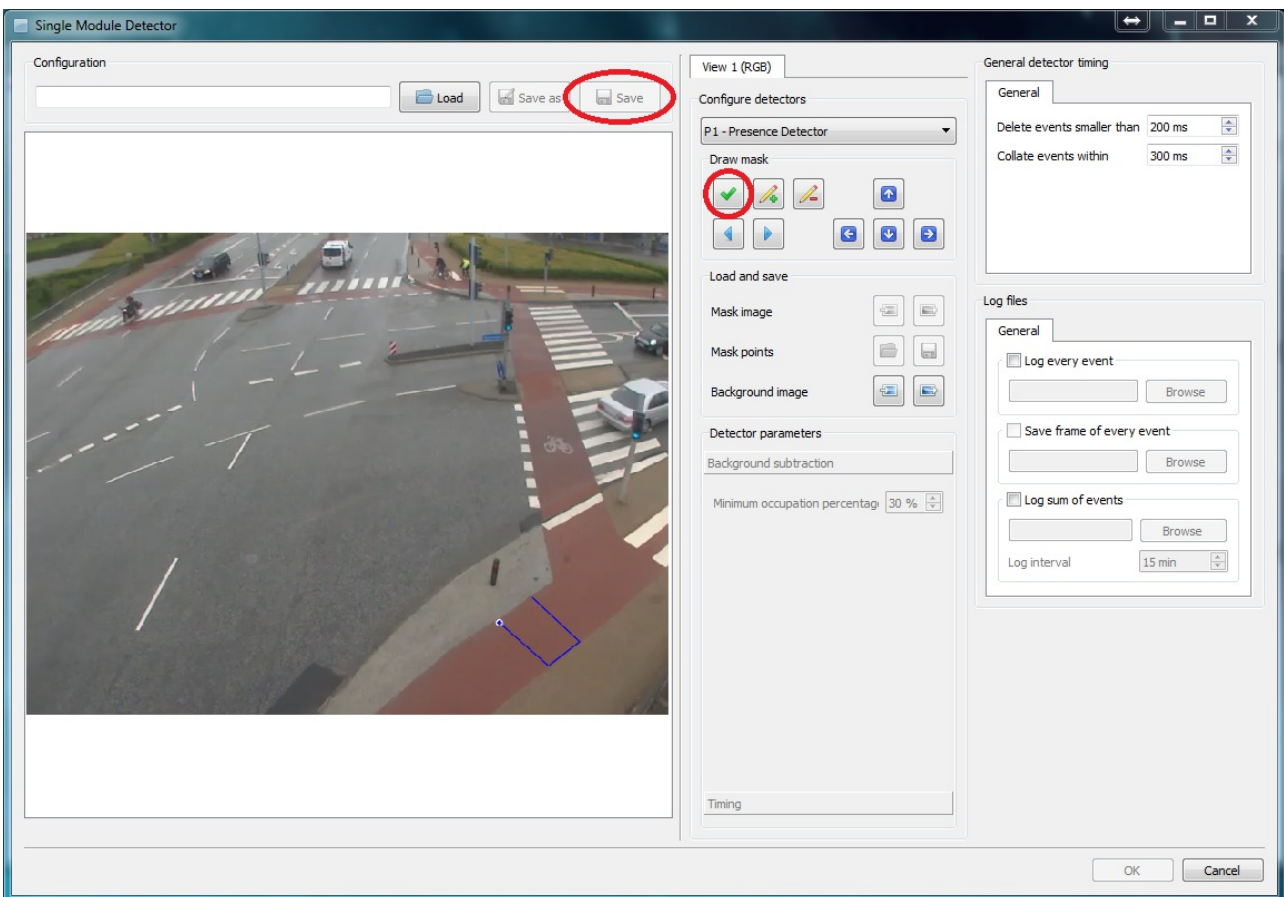 Single Module Detector
Configuration
Load
Save as
Save
View 1 (RGB)
Configure detectors
P1 - Presence Detector
Draw mask
Load and save
Mask image
Mask points
Background image
Detector parameters
Background subtraction
Minimum occupation percentag 30 %
Timing
General detector timing
General
Delete events smaller than 200 ms
Collate events within 300 ms
Log files
General
Log every event
Browse
Save frame of every event
Browse
Log sum of events
Browse
Log interval 15 min
OK
Cancel